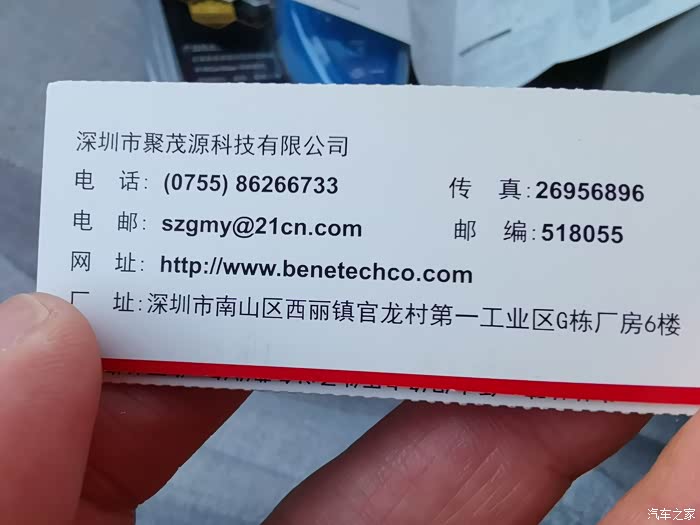 深圳市聚茂源科技有限公司
电 话: (0755) 86266733 传 真:26956896
电 邮: szgmy@21cn.com 邮 编:518055
网 址: http://www.benetechco.com
厂 址:深圳市南山区西丽镇官龙村第一工业区G栋厂房6楼
汽车之家